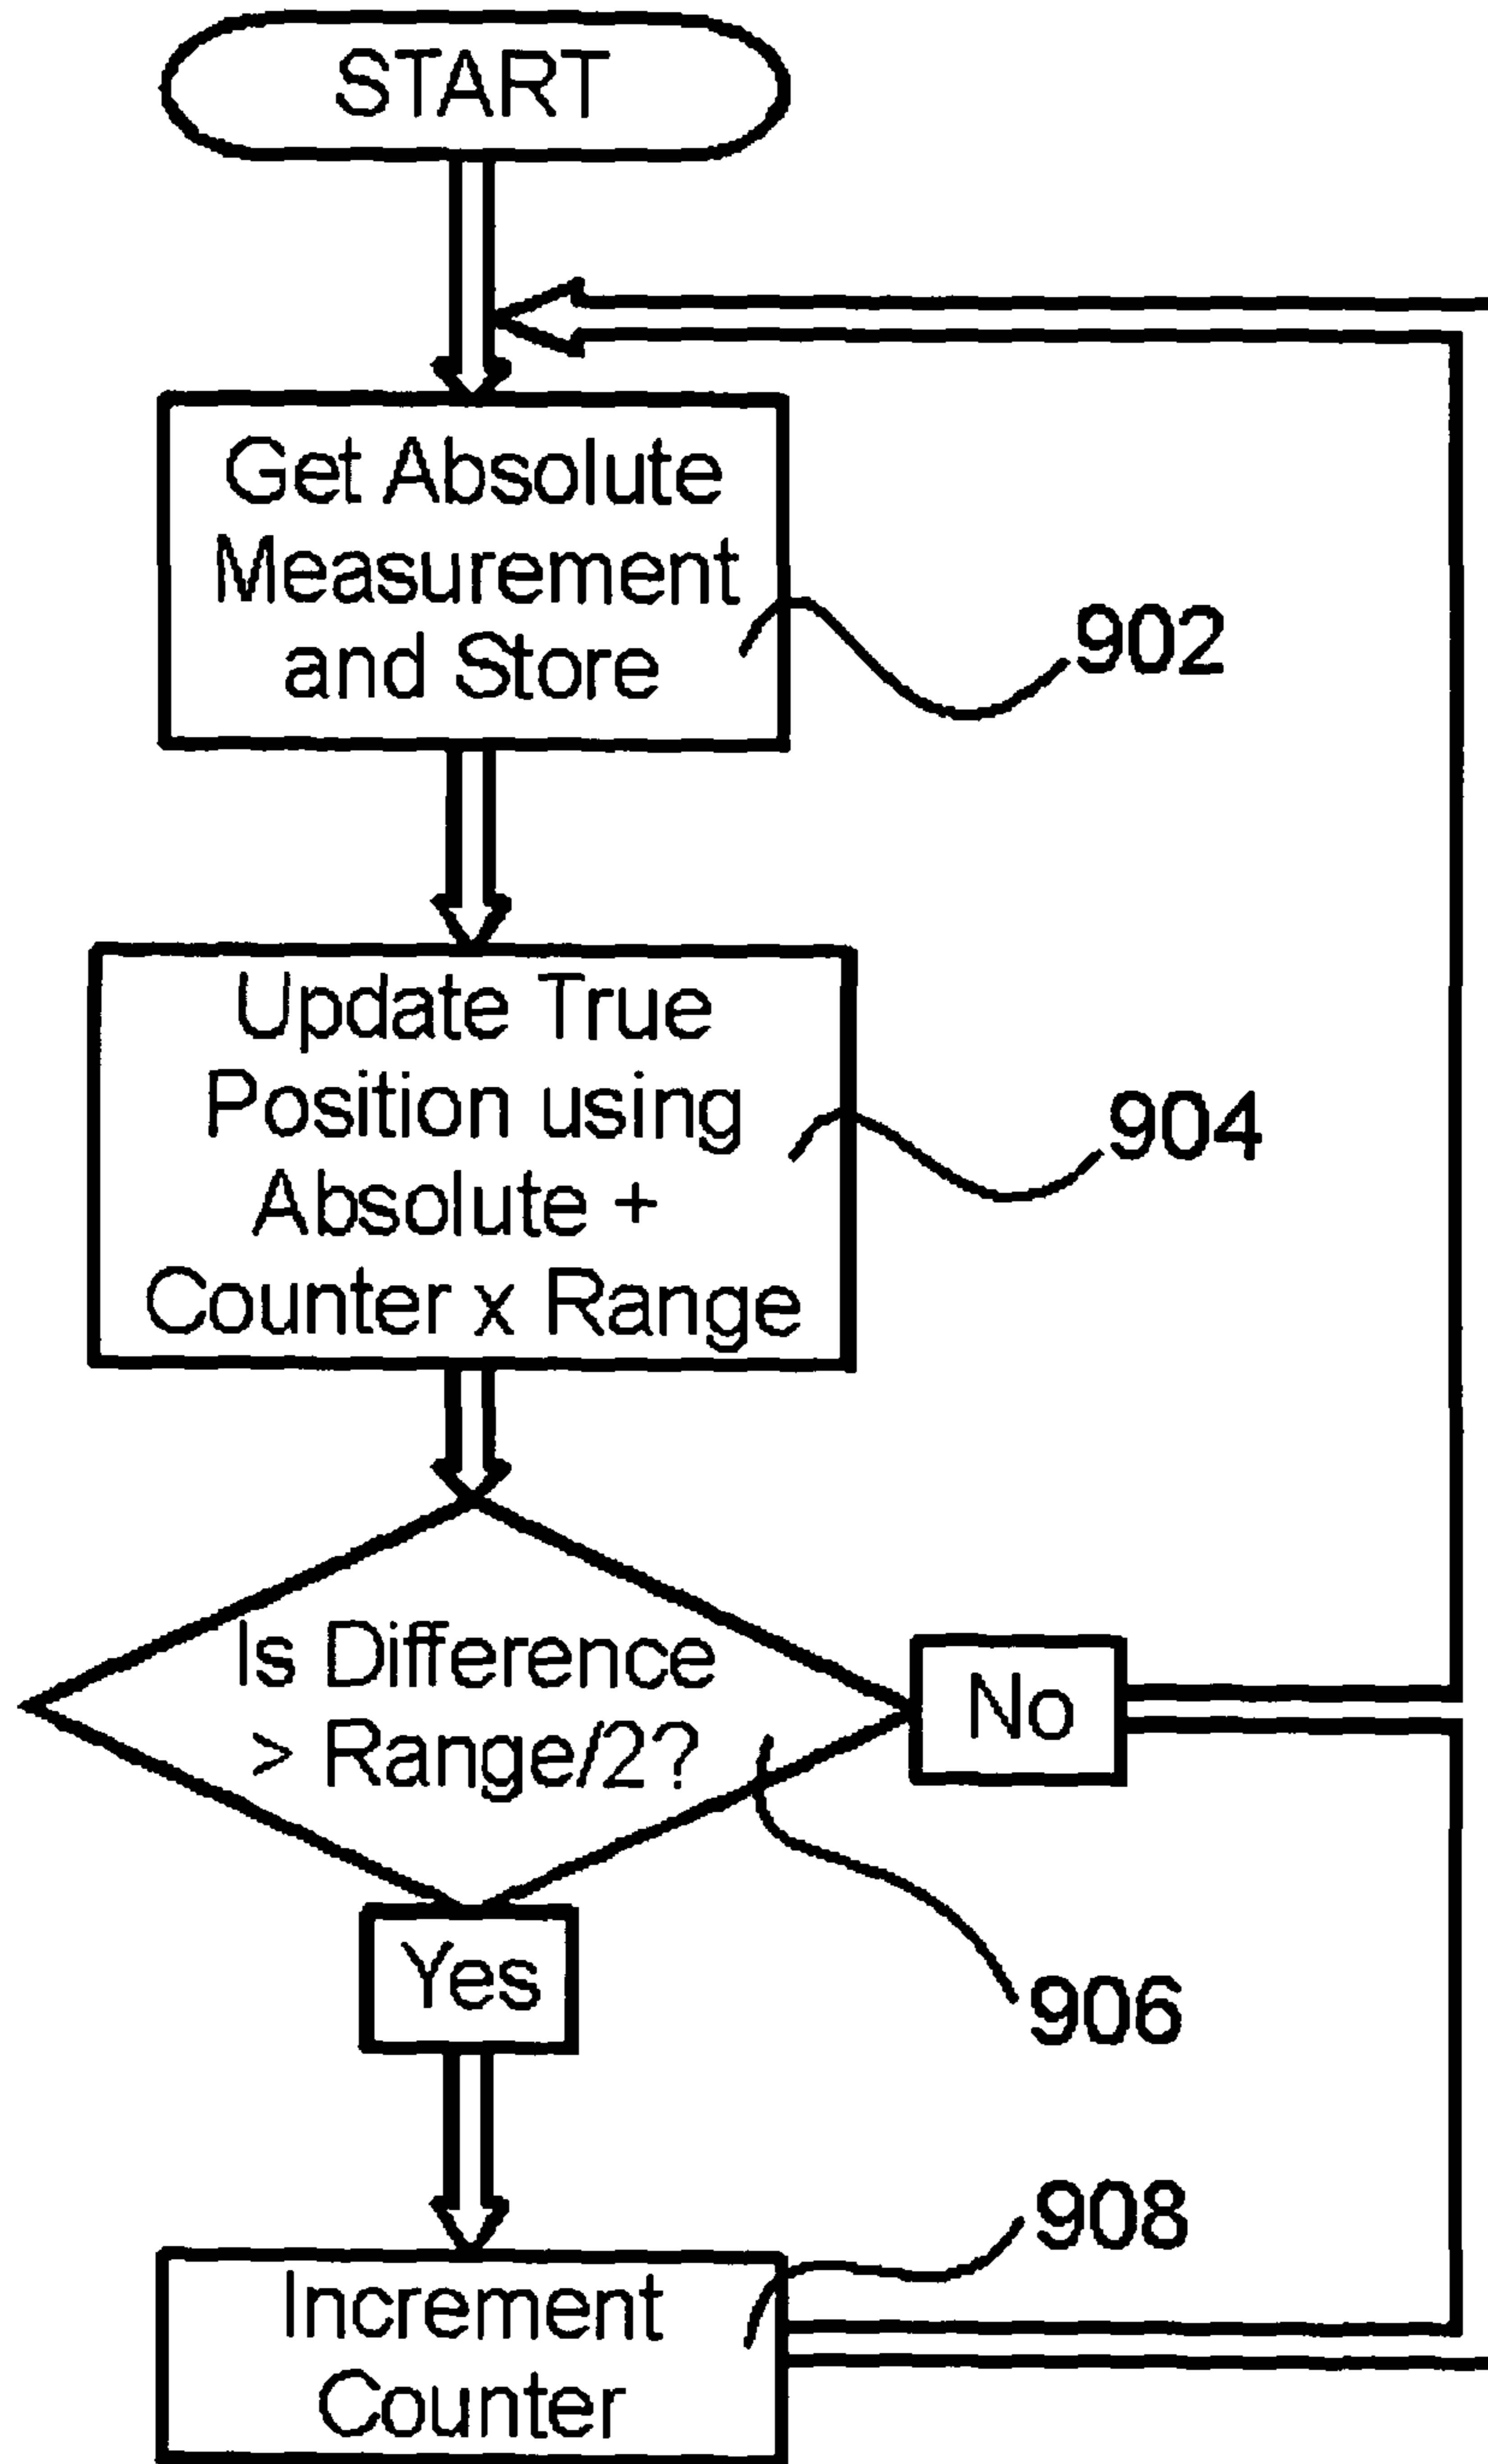 START
Get Absolute
Measurement
and Store
902
Update True
Position using
Absolute +
Counter x Range
904
Is Difference
> Range/2?
No
Yes
906
908
Increment
Counter